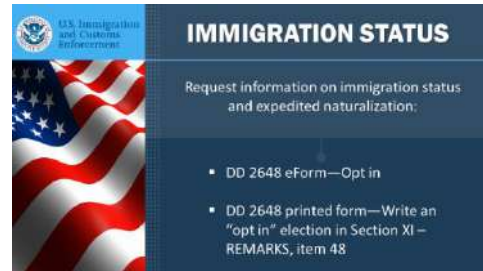 U.S. Immigration
and Customs
Enforcement
IMMIGRATION STATUS
Request information on immigration status
and expedited naturalization:
▪ DD 2648 eForm—Opt in
▪ DD 2648 printed form—Write an
"opt in" election in Section XI –
REMARKS, item 48